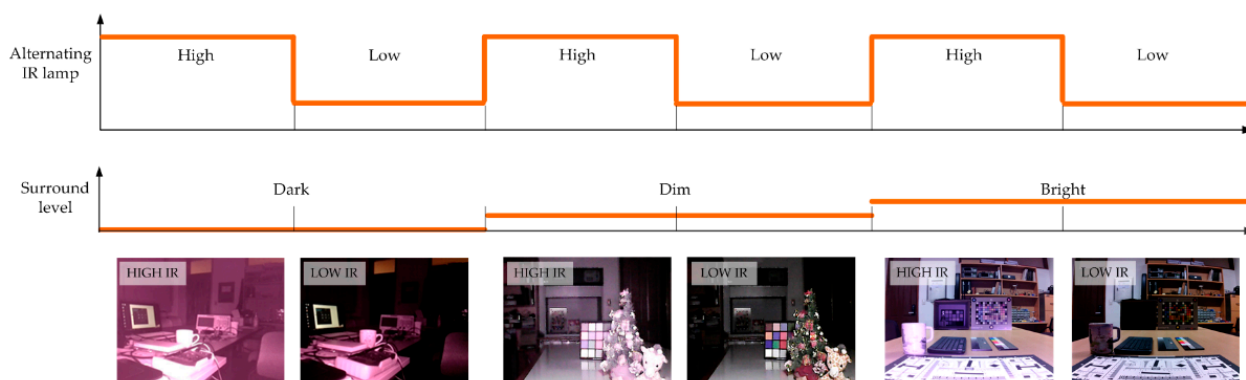 Alternating
IR lamp
High
Low
High
Low
High
Low
Surround
level
Dark
Dim
Bright
HIGH IR
LOW IR
HIGH IR
LOW IR
HIGH IR
LOW IR